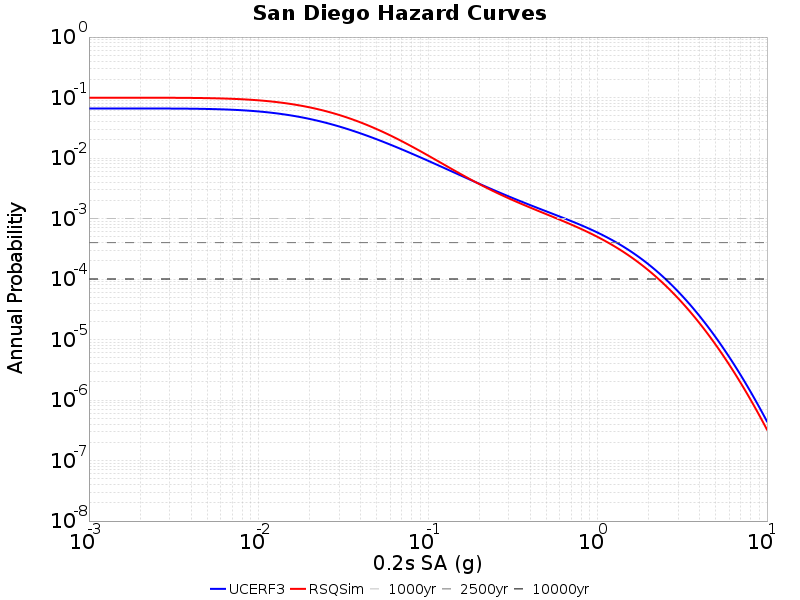 San Diego Hazard Curves
10^0
10^-1
10^-2
10^-3
10^-4
10^-5
10^-6
10^-7
10^-8
Annual Probabilitiy
10^-3 10^-2 10^-1 10^0 10^1
0.2s SA (g)
UCERF3 RSQSim 1000yr 2500yr 10000yr